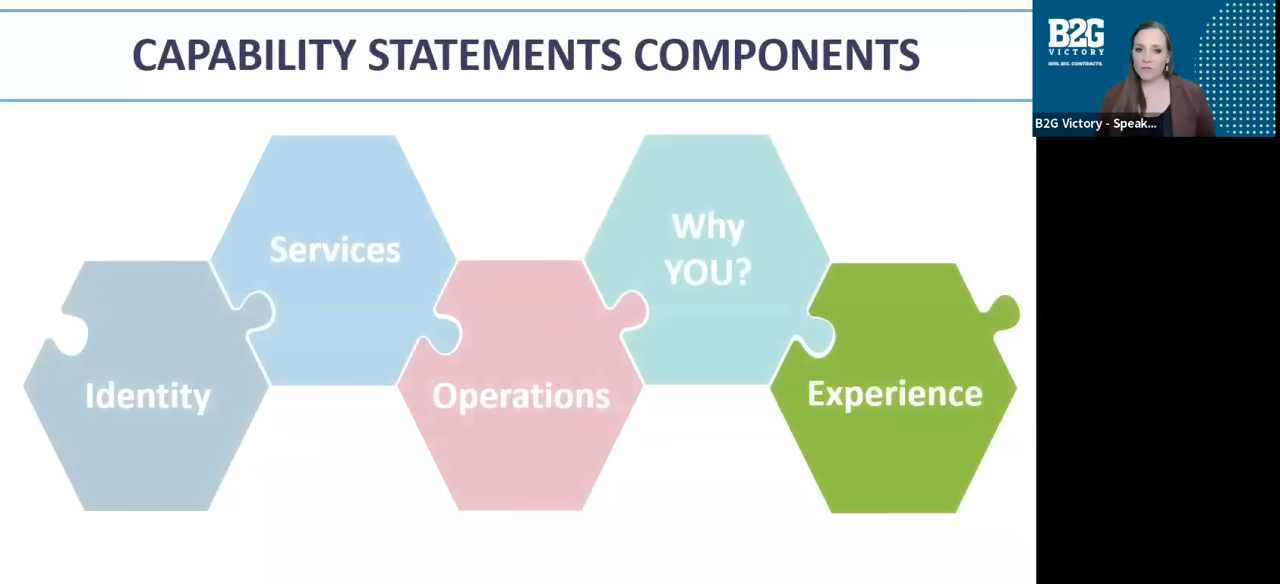 CAPABILITY STATEMENTS COMPONENTS
B2G
VICTORY
WIN. BIG. CONTRACTS.
B2G Victory - Speak...
Services
Why
YOU?
Identity
Operations
Experience